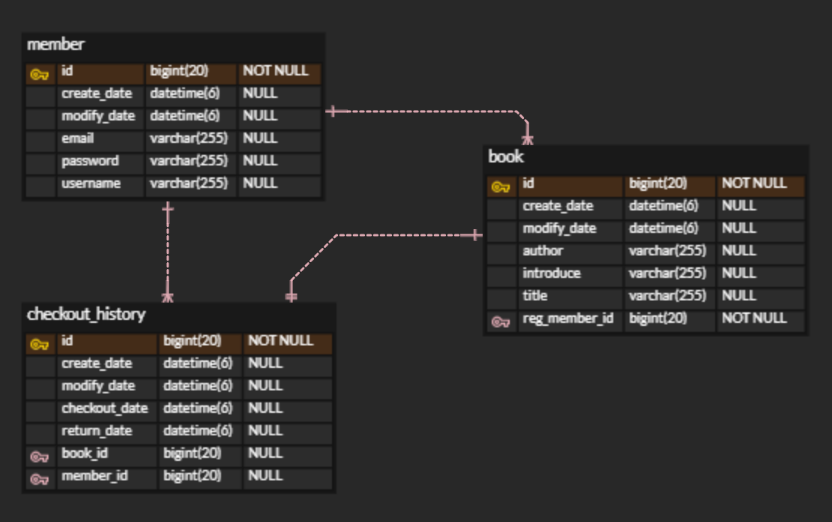 member
id bigint(20) NOT NULL
create_date datetime(6) NULL
modify_date datetime(6) NULL
email varchar(255) NULL
password varchar(255) NULL
username varchar(255) NULL
book
id bigint(20) NOT NULL
create_date datetime(6) NULL
modify_date datetime(6) NULL
author varchar(255) NULL
introduce varchar(255) NULL
title varchar(255) NULL
reg_member_id bigint(20) NOT NULL
checkout_history
id bigint(20) NOT NULL
create_date datetime(6) NULL
modify_date datetime(6) NULL
checkout_date datetime(6) NULL
return_date datetime(6) NULL
book_id bigint(20) NULL
member_id bigint(20) NULL